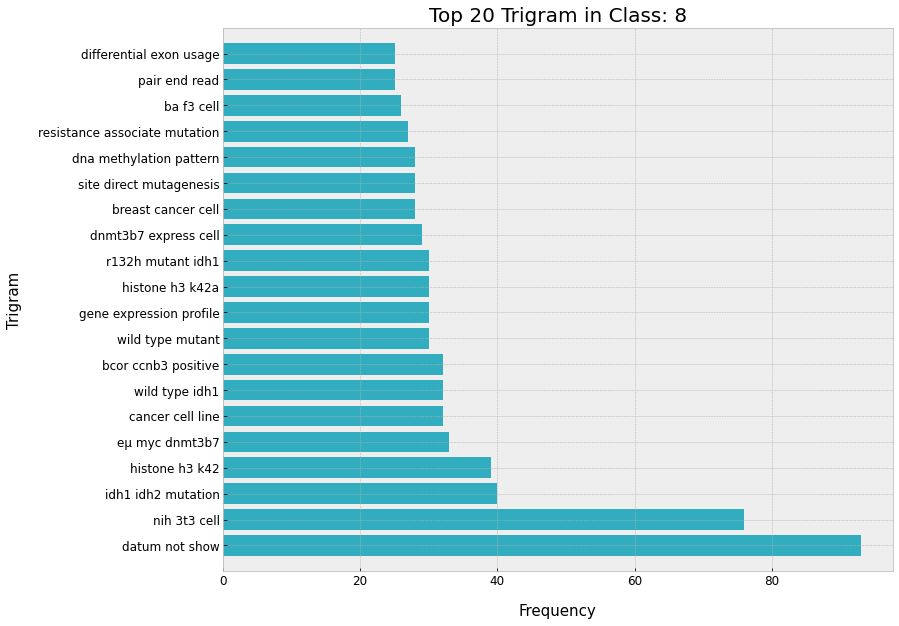 Top 20 Trigram in Class: 8
differential exon usage
pair end read
ba f3 cell
resistance associate mutation
dna methylation pattern
site direct mutagenesis
breast cancer cell
dnmt3b7 express cell
r132h mutant idh1
histone h3 k42a
gene expression profile
wild type mutant
bcor ccnb3 positive
wild type idh1
cancer cell line
eμ myc dnmt3b7
histone h3 k42
idh1 idh2 mutation
nih 3t3 cell
datum not show
Trigram
0 20 40 60 80
Frequency